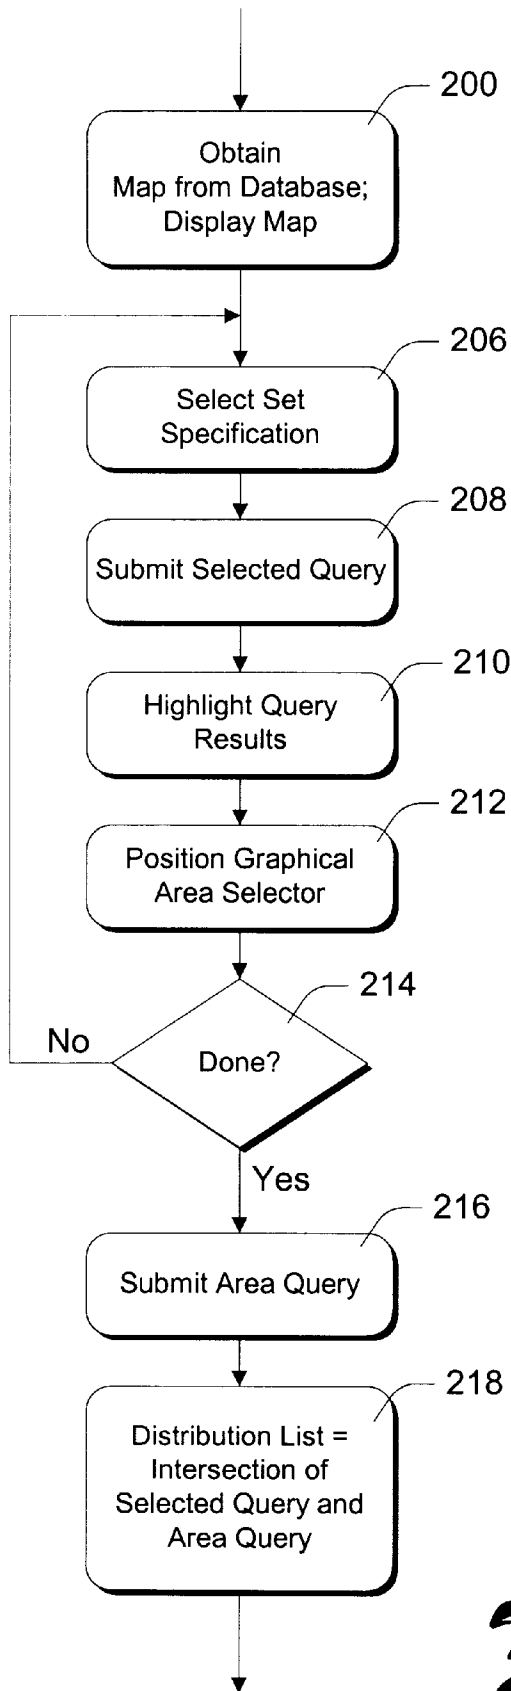 200
Obtain
Map from Database;
Display Map
206
Select Set
Specification
208
Submit Selected Query
210
Highlight Query
Results
212
Position Graphical
Area Selector
214
Done?
No
Yes
216
Submit Area Query
218
Distribution List =
Intersection of
Selected Query and
Area Query